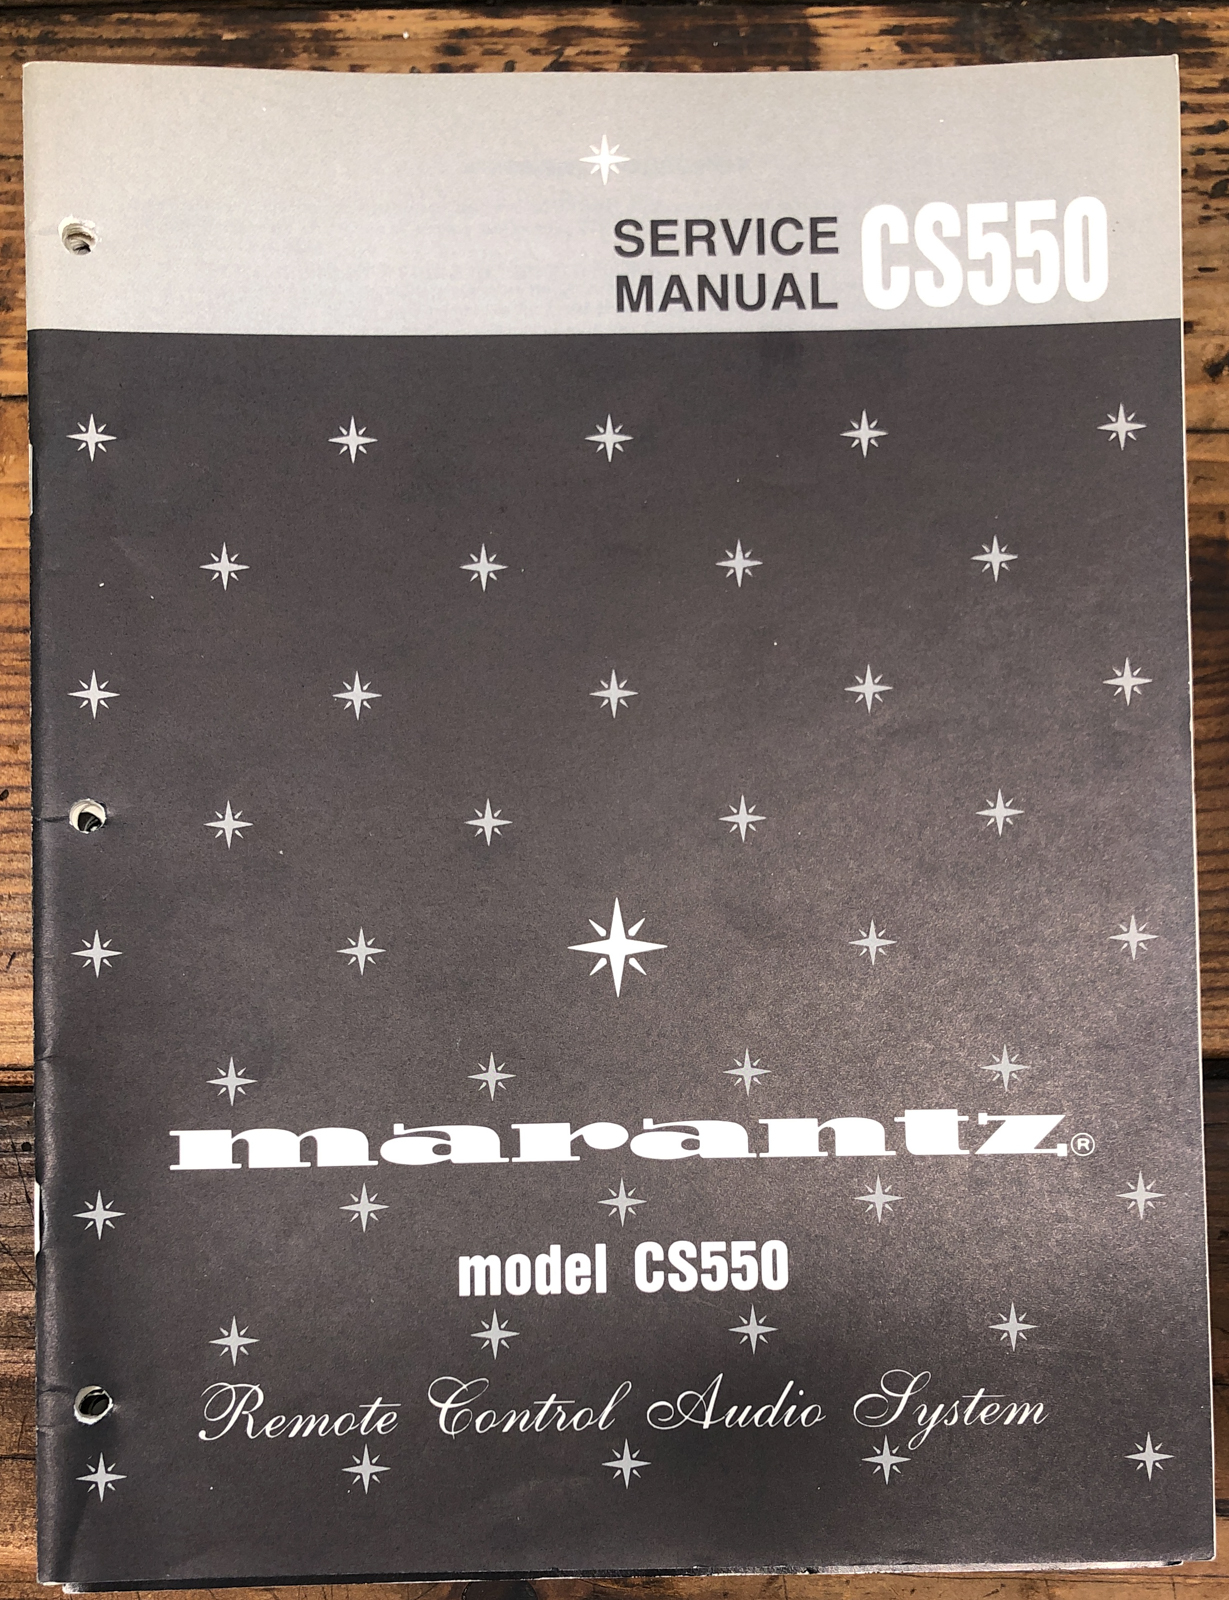 SERVICE
MANUAL CS550
marantz®
model CS550
Remote Control Audio System